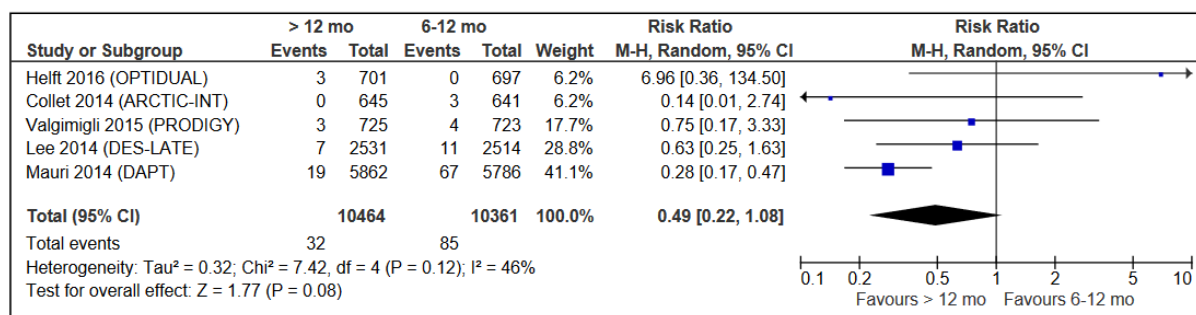 > 12 mo 6-12 mo Risk Ratio Risk Ratio
Study or Subgroup Events Total Events Total Weight M-H, Random, 95% CI M-H, Random, 95% CI
Helft 2016 (OPTIDUAL) 3 701 0 697 6.2% 6.96 [0.36, 134.50]
Collet 2014 (ARCTIC-INT) 0 645 3 641 6.2% 0.14 [0.01, 2.74]
Valgimigli 2015 (PRODIGY) 3 725 4 723 17.7% 0.75 [0.17, 3.33]
Lee 2014 (DES-LATE) 7 2531 11 2514 28.8% 0.63 [0.25, 1.63]
Mauri 2014 (DAPT) 19 5862 67 5786 41.1% 0.28 [0.17, 0.47]
Total (95% CI) 10464 10361 100.0% 0.49 [0.22, 1.08]
Total events 32 85
Heterogeneity: Tau² = 0.32; Chi² = 7.42, df = 4 (P = 0.12); I² = 46%
Test for overall effect: Z = 1.77 (P = 0.08)
0.1 0.2 0.5 1 2 5 10
Favours > 12 mo Favours 6-12 mo